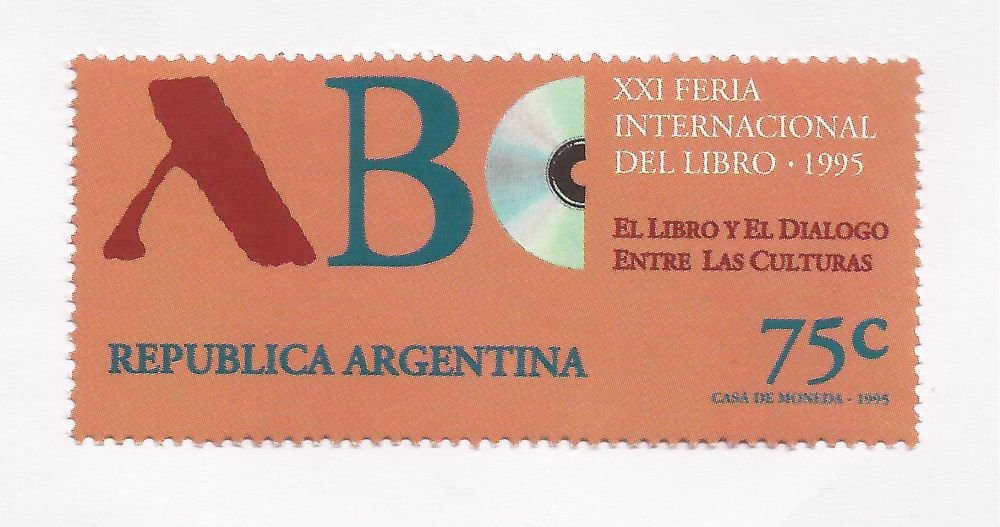 ABC
XXI FERIA
INTERNACIONAL
DEL LIBRO · 1995
EL LIBRO Y EL DIALOGO
ENTRE LAS CULTURAS
REPUBLICA ARGENTINA
75c
CASA DE MONEDA · 1995